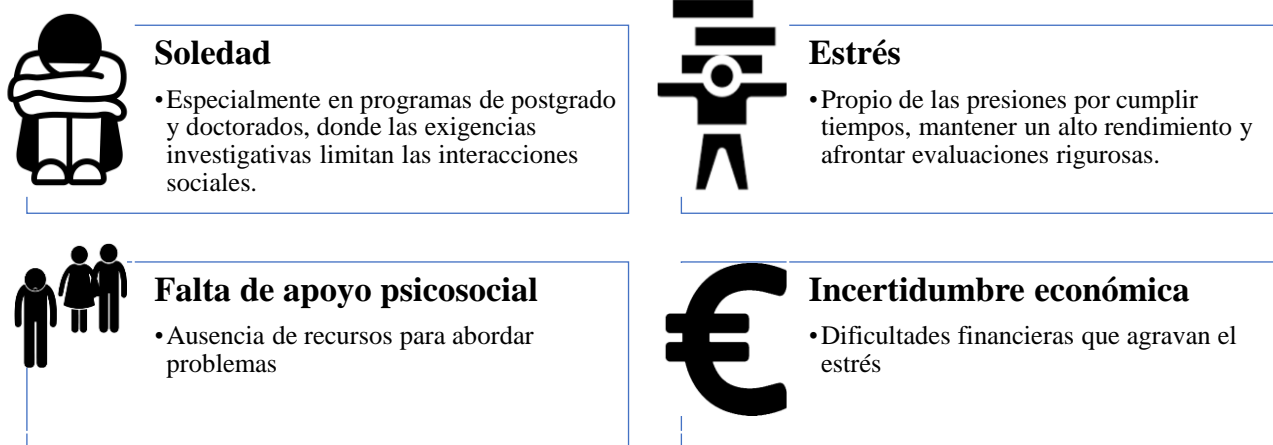 Soledad
•Especialmente en programas de postgrado
y doctorados, donde las exigencias
investigativas limitan las interacciones
sociales.
Estrés
•Propio de las presiones por cumplir
tiempos, mantener un alto rendimiento y
afrontar evaluaciones rigurosas.
Falta de apoyo psicosocial
•Ausencia de recursos para abordar
problemas
Incertidumbre económica
•Dificultades financieras que agravan el
estrés